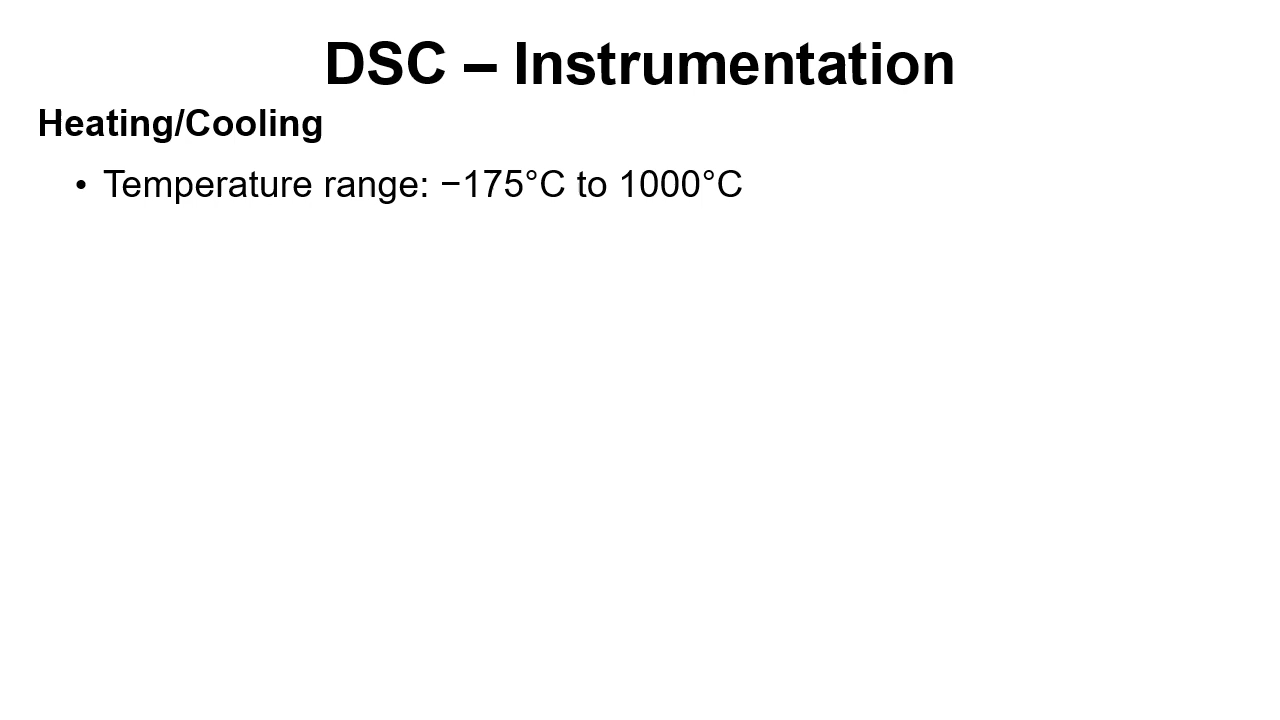 DSC – Instrumentation
Heating/Cooling
• Temperature range: −175°C to 1000°C